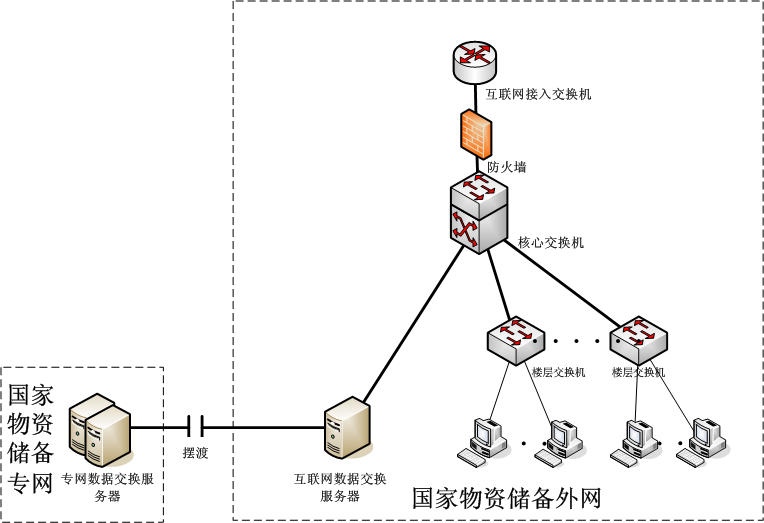 互联网接入交换机
防火墙
核心交换机
楼层交换机
楼层交换机
国家
物资
储备
专网
专网数据交换服
务器
摆渡
互联网数据交换
服务器
国家物资储备外网